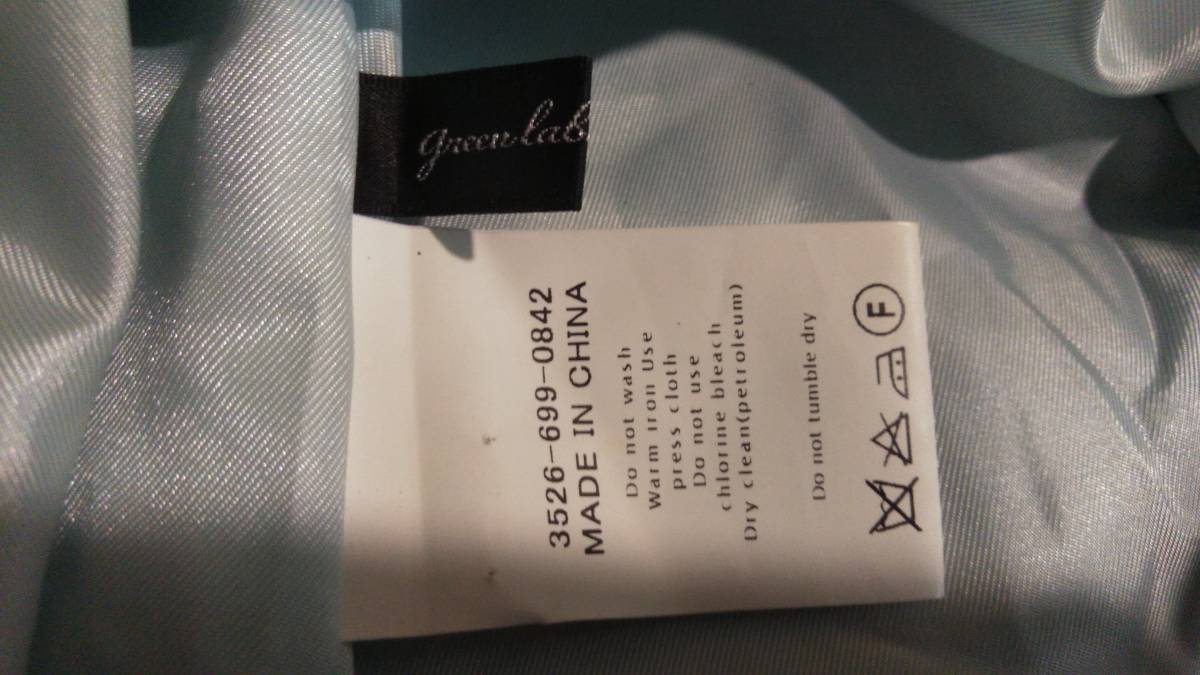 green lab
3526-699-0842
MADE IN CHINA
Do not wash
Warm iron Use
press cloth
Do not use
chlorine bleach
Dry clean(petroleum)
Do not tumble dry
F